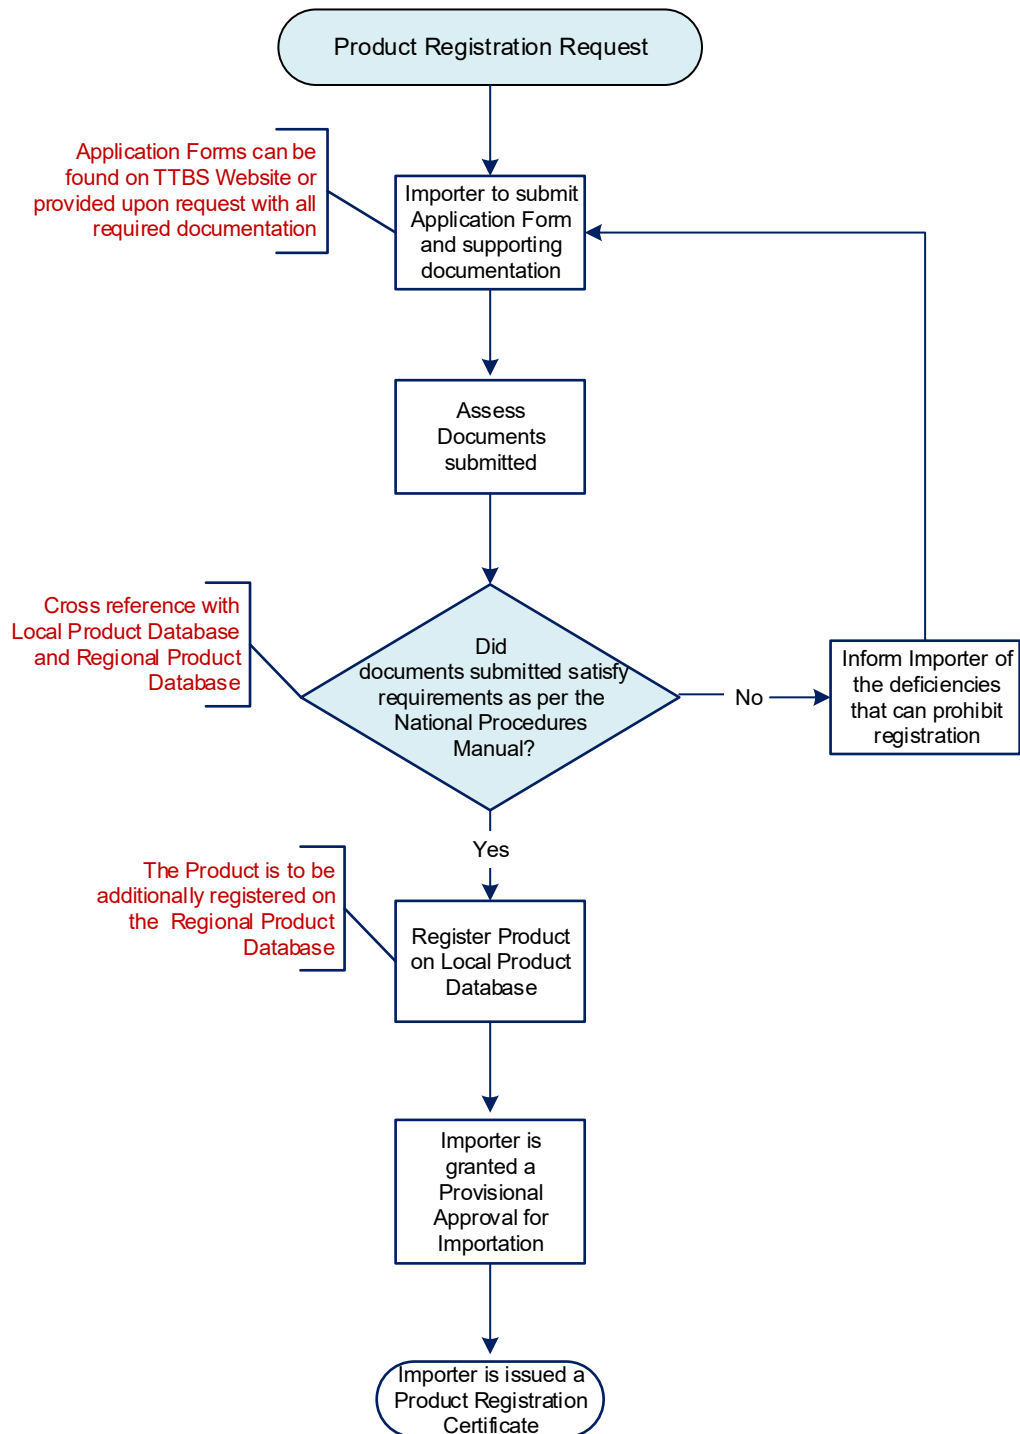 Product Registration Request
Application Forms can be
found on TTBS Website or
provided upon request with all
required documentation
Importer to submit
Application Form
and supporting
documentation
Assess
Documents
submitted
Cross reference with
Local Product Database
and Regional Product
Database
Did
documents submitted satisfy
requirements as per the
National Procedures
Manual?
No
Inform Importer of
the deficiencies
that can prohibit
registration
Yes
The Product is to be
additionally registered on
the Regional Product
Database
Register Product
on Local Product
Database
Importer is
granted a
Provisional
Approval for
Importation
Importer is issued a
Product Registration
Certificate